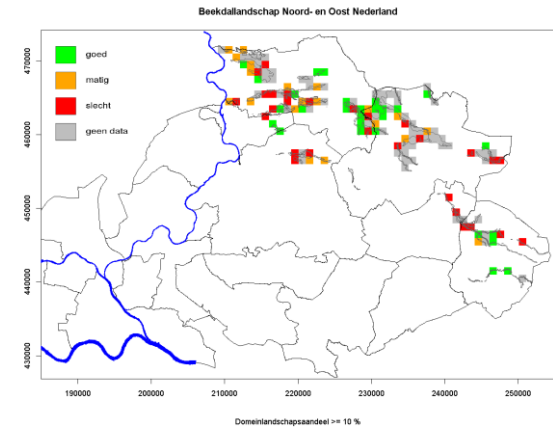 Beekdallandschap Noord- en Oost Nederland
goed
matig
slecht
geen data
470000
460000
450000
440000
430000
190000 200000 210000 220000 230000 240000 250000
Domeinlandschapsaandeel >= 10 %